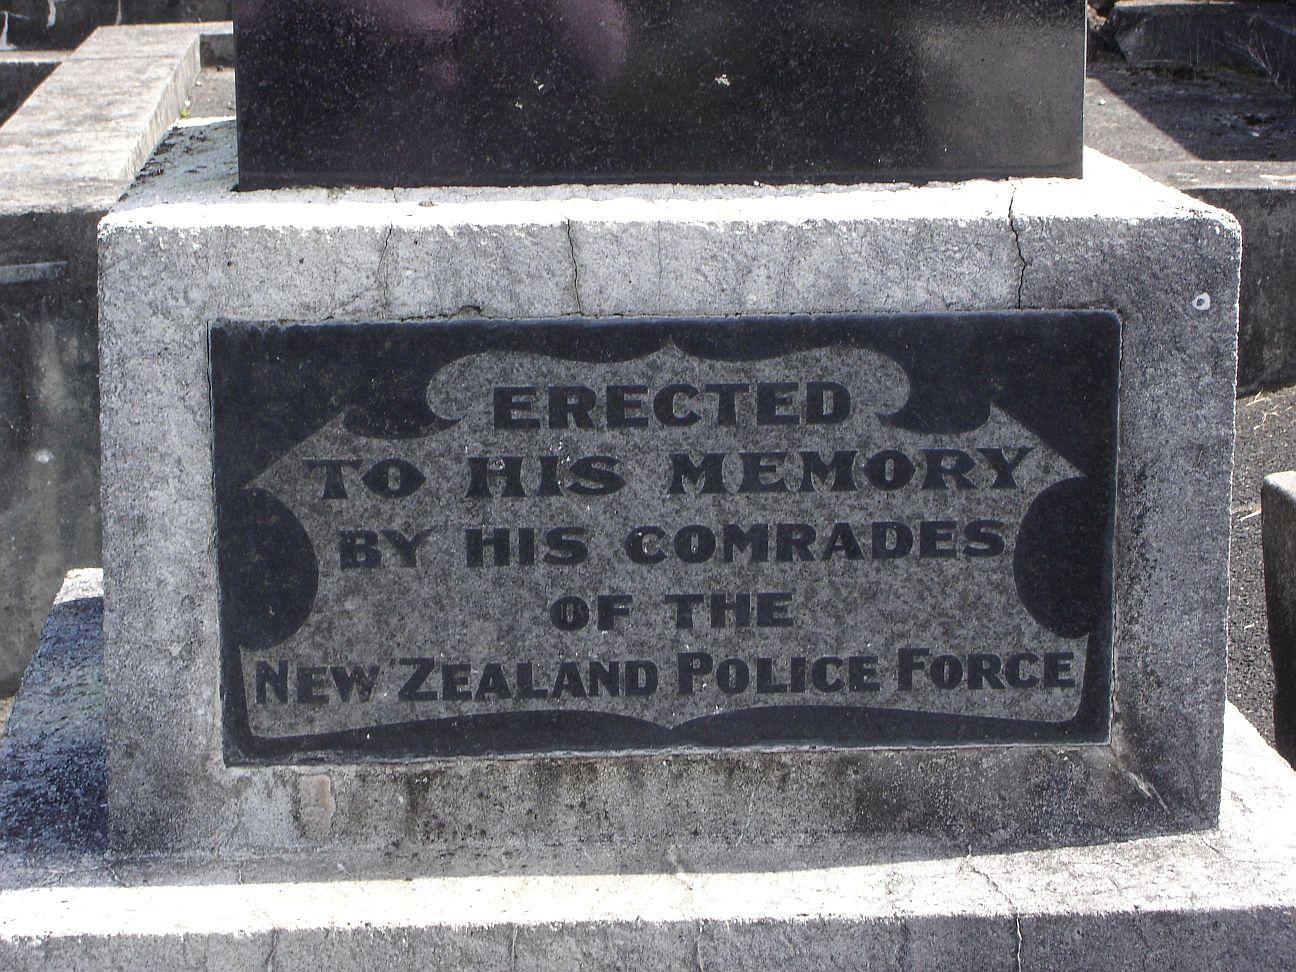 ERECTED
TO HIS MEMORY
BY HIS COMRADES
OF THE
NEW ZEALAND POLICE FORCE